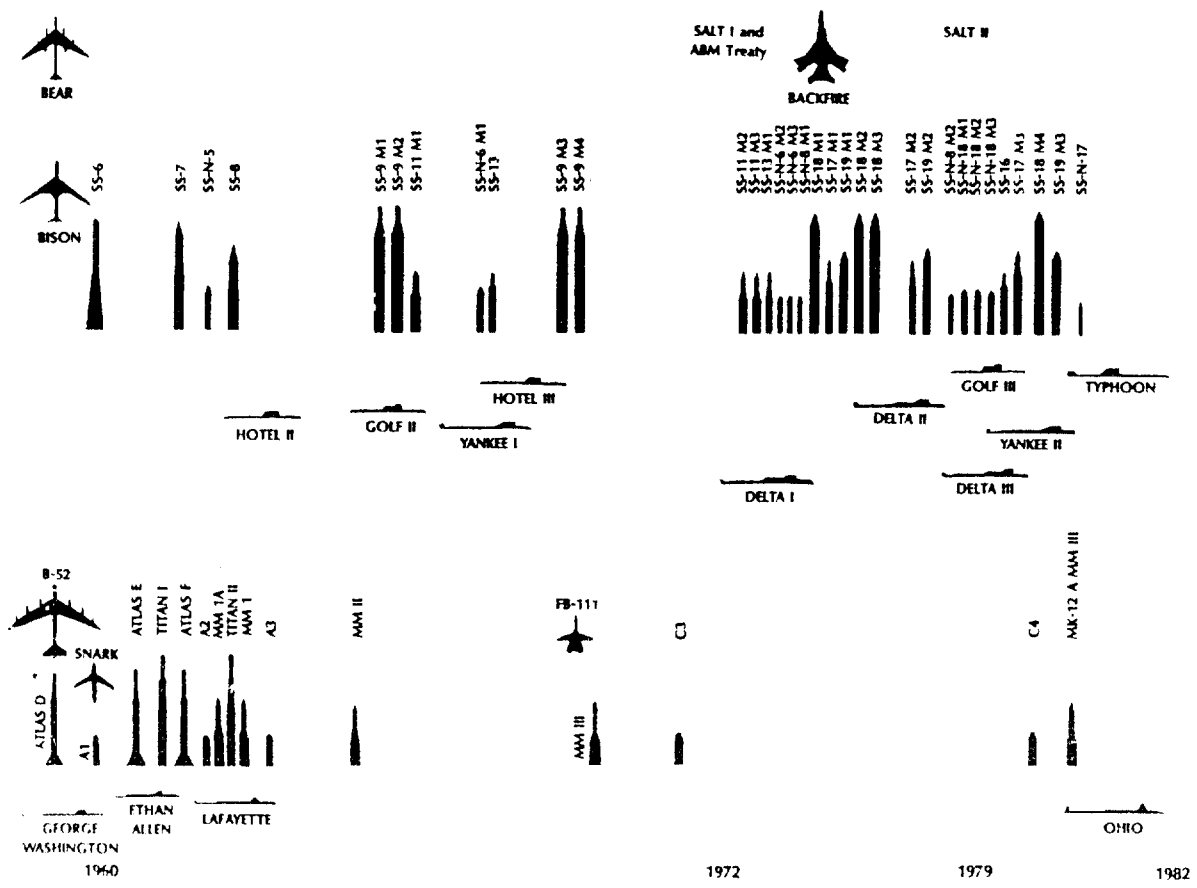 SALT I and
ABM Treaty
SALT II
BEAR
BACKFIRE
BISON
SS-6
SS-7
SS-N-5
SS-8
SS-9 M1
SS-9 M2
SS-11 M1
SS-N-6 M1
SS-13
SS-9 M3
SS-9 M4
SS-11 M2
SS-11 M3
SS-13 M1
SS-N-6 M2
SS-N-6 M3
SS-N-8 M1
SS-18 M1
SS-17 M1
SS-19 M1
SS-18 M2
SS-18 M3
SS-17 M2
SS-19 M2
SS-N-8 M2
SS-N-18 M1
SS-N-18 M2
SS-N-18 M3
SS-16
SS-17 M3
SS-18 M4
SS-19 M3
SS-N-17
HOTEL III
GOLF III
TYPHOON
HOTEL II
GOLF II
YANKEE I
DELTA II
YANKEE II
DELTA I
DELTA III
B-52
SNARK
ATLAS D
A1
ATLAS E
TITAN I
ATLAS F
A2
MM 1A
TITAN II
MM 1
A3
MM II
FB-111
MM III
C3
C4
MK-12 A MM III
GEORGE
WASHINGTON
ETHAN
ALLEN
LAFAYETTE
OHIO
1960
1972
1979
1982